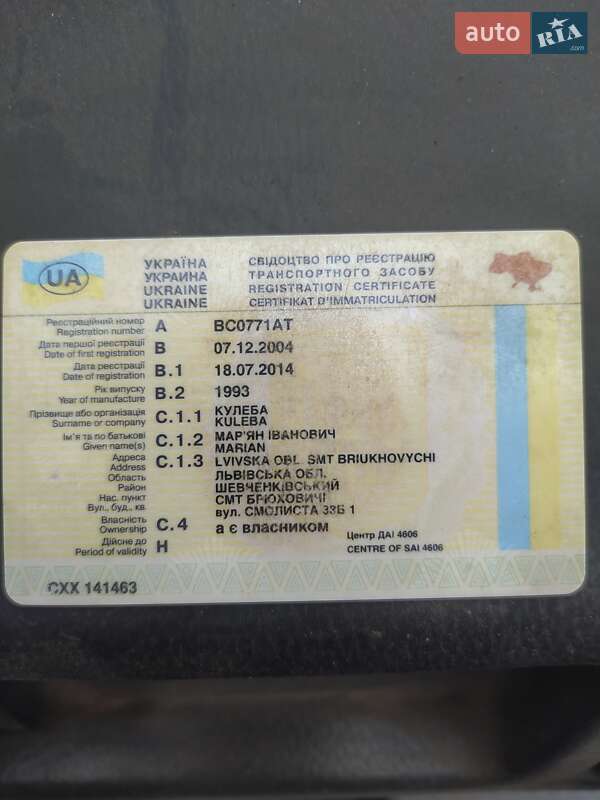 auto RIA .com
UA
УКРАЇНА
УКРАИНА
UKRAINE
UKRAINE
СВІДОЦТВО ПРО РЕЄСТРАЦІЮ
ТРАНСПОРТНОГО ЗАСОБУ
REGISTRATION CERTIFICATE
CERTIFIKAT D'IMMATRICULATION
Реєстраційний номер
Registration number A BC0771AT
Дата першої реєстрації
Date of first registration B 07.12.2004
Дата реєстрації
Date of registration B.1 18.07.2014
Рік випуску
Year of manufacture B.2 1993
Прізвище або організація C.1.1 КУЛЕБА
Surname or company KULEBA
Ім'я та по батькові C.1.2 МАР'ЯН ІВАНОВИЧ
Given name(s) MARIAN
Адреса C.1.3 LVIVSKA OBL. SMT BRIUKHOVYCHI
Address
Область ЛЬВІВСЬКА ОБЛ.
Район ШЕВЧЕНКІВСЬКИЙ
Нас. пункт СМТ БРЮХОВИЧІ
Вул., буд., кв. вул. СМОЛИСТА 33Б 1
Власність
Ownership C.4 а є власником
Дійсне до
Period of validity H
Центр ДАІ 4606
CENTRE OF SAI 4606
CXX 141463